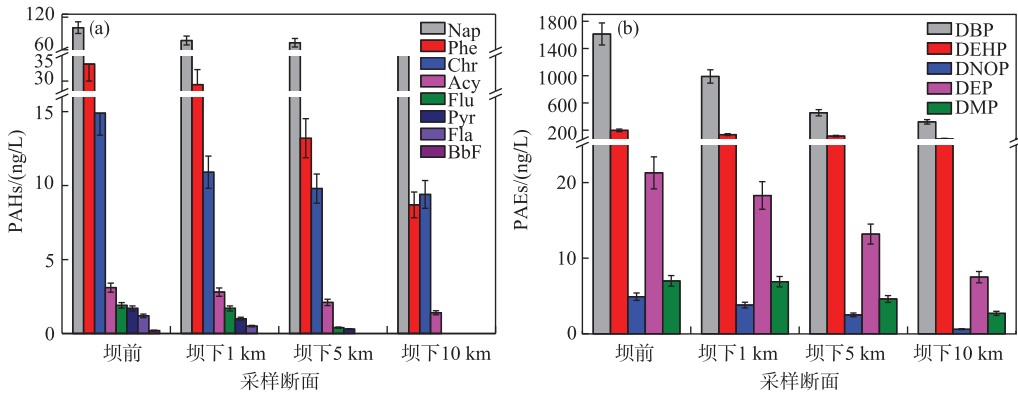 (a)
PAHs/(ng/L)
120
60
35
30
15
10
5
0
Nap
Phe
Chr
Acy
Flu
Pyr
Fla
BbF
坝前
坝下1 km
坝下5 km
坝下10 km
采样断面
(b)
PAEs/(ng/L)
1800
1400
1000
600
200
20
10
0
DBP
DEHP
DNOP
DEP
DMP
坝前
坝下1 km
坝下5 km
坝下10 km
采样断面